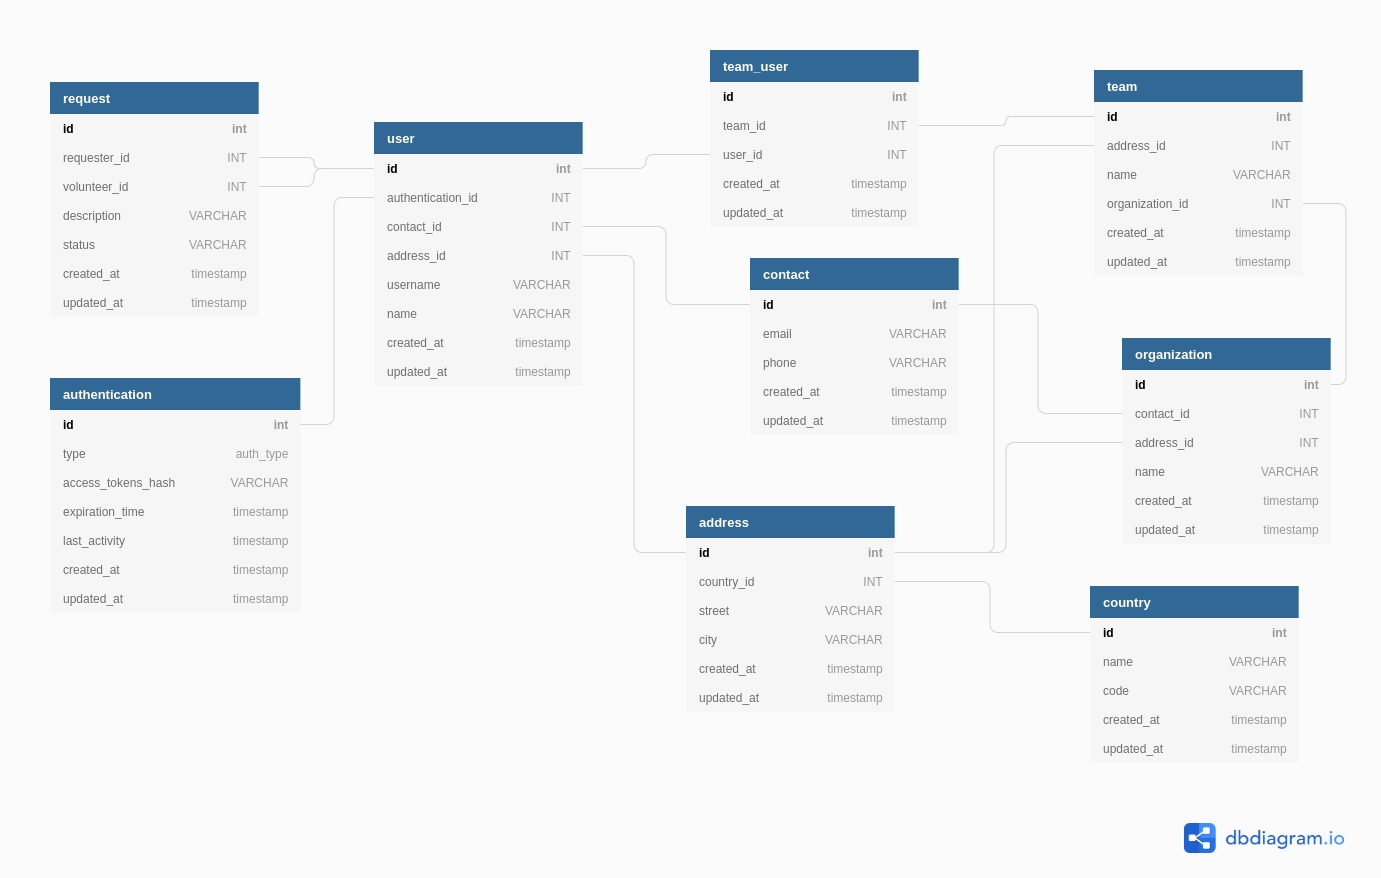 request
id int
requester_id INT
volunteer_id INT
description VARCHAR
status VARCHAR
created_at timestamp
updated_at timestamp
user
id int
authentication_id INT
contact_id INT
address_id INT
username VARCHAR
name VARCHAR
created_at timestamp
updated_at timestamp
team_user
id int
team_id INT
user_id INT
created_at timestamp
updated_at timestamp
team
id int
address_id INT
name VARCHAR
organization_id INT
created_at timestamp
updated_at timestamp
contact
id int
email VARCHAR
phone VARCHAR
created_at timestamp
updated_at timestamp
organization
id int
contact_id INT
address_id INT
name VARCHAR
created_at timestamp
updated_at timestamp
authentication
id int
type auth_type
access_tokens_hash VARCHAR
expiration_time timestamp
last_activity timestamp
created_at timestamp
updated_at timestamp
address
id int
country_id INT
street VARCHAR
city VARCHAR
created_at timestamp
updated_at timestamp
country
id int
name VARCHAR
code VARCHAR
created_at timestamp
updated_at timestamp
dbdiagram.io